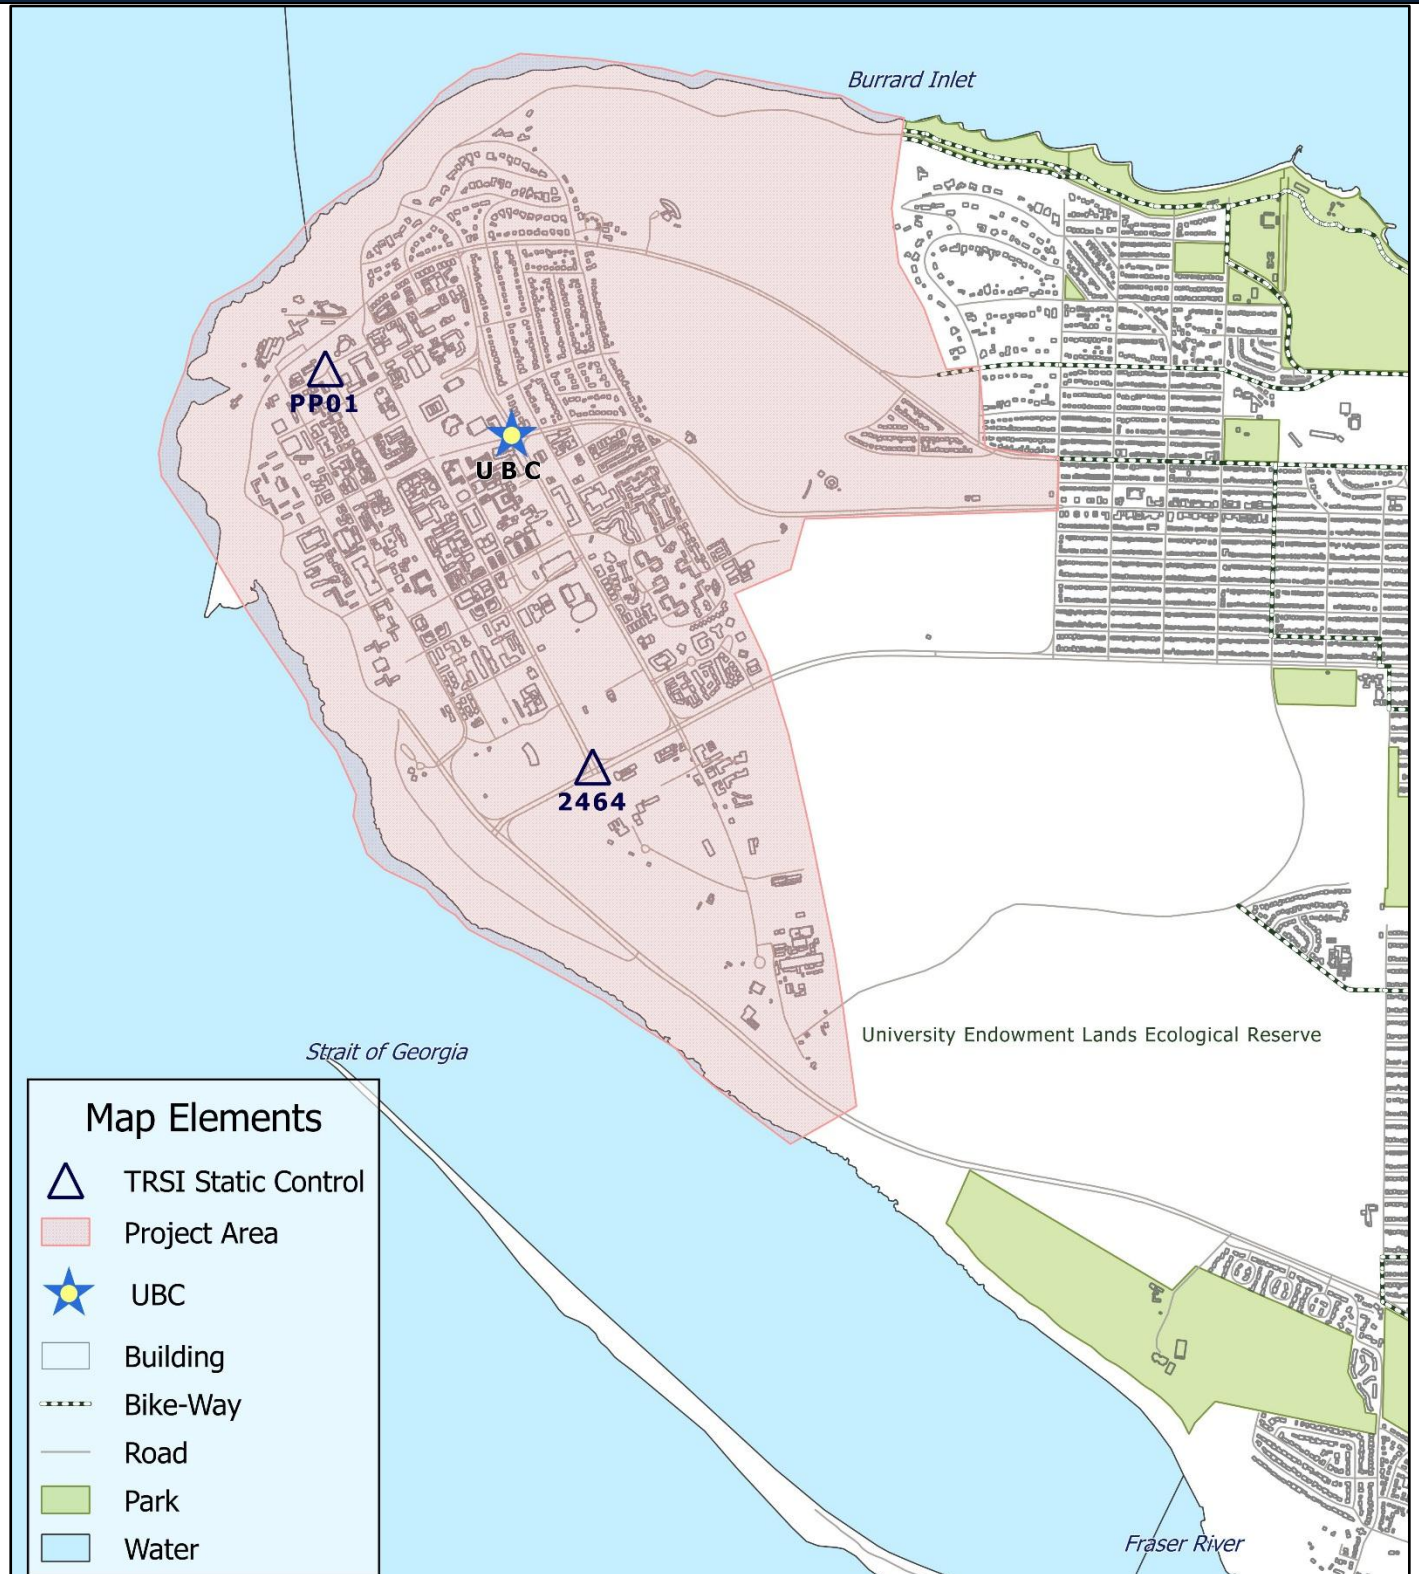 Burrard Inlet
PP01
UBC
2464
University Endowment Lands Ecological Reserve
Strait of Georgia
Map Elements
TRSI Static Control
Project Area
UBC
Building
Bike-Way
Road
Park
Water
Fraser River